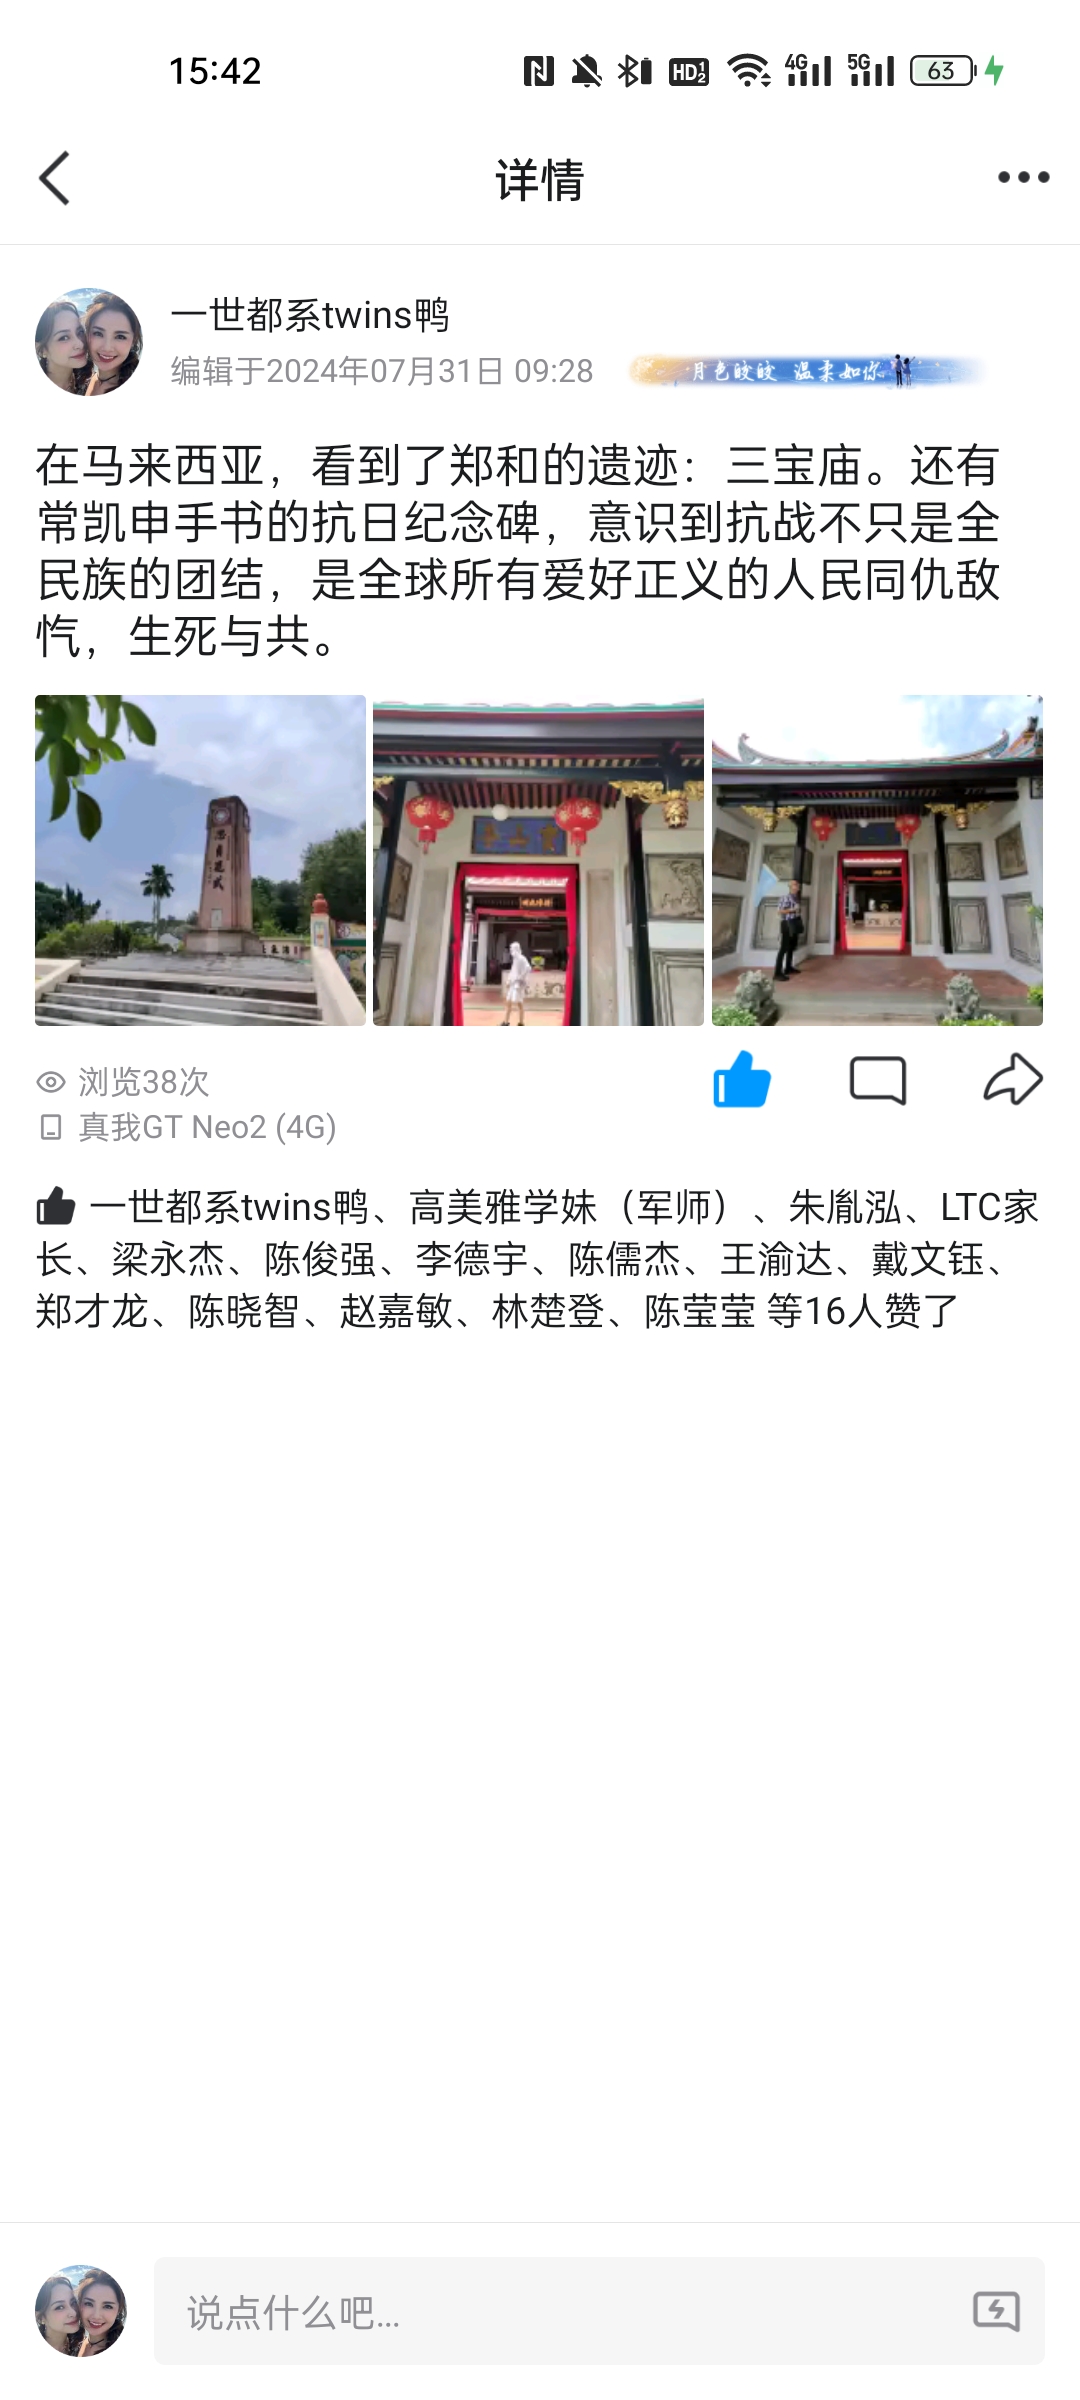 15:42
HD 1 2
4G
5G
63
详情
一世都系twins鸭
编辑于2024年07月31日 09:28
月色皎皎 温柔如你
在马来西亚，看到了郑和的遗迹：三宝庙。还有
常凯申手书的抗日纪念碑，意识到抗战不只是全
民族的团结，是全球所有爱好正义的人民同仇敌
忾，生死与共。
浏览38次
真我GT Neo2 (4G)
一世都系twins鸭、高美雅学妹（军师）、朱胤泓、LTC家
长、梁永杰、陈俊强、李德宇、陈儒杰、王渝达、戴文钰、
郑才龙、陈晓智、赵嘉敏、林楚登、陈莹莹 等16人赞了
说点什么吧...